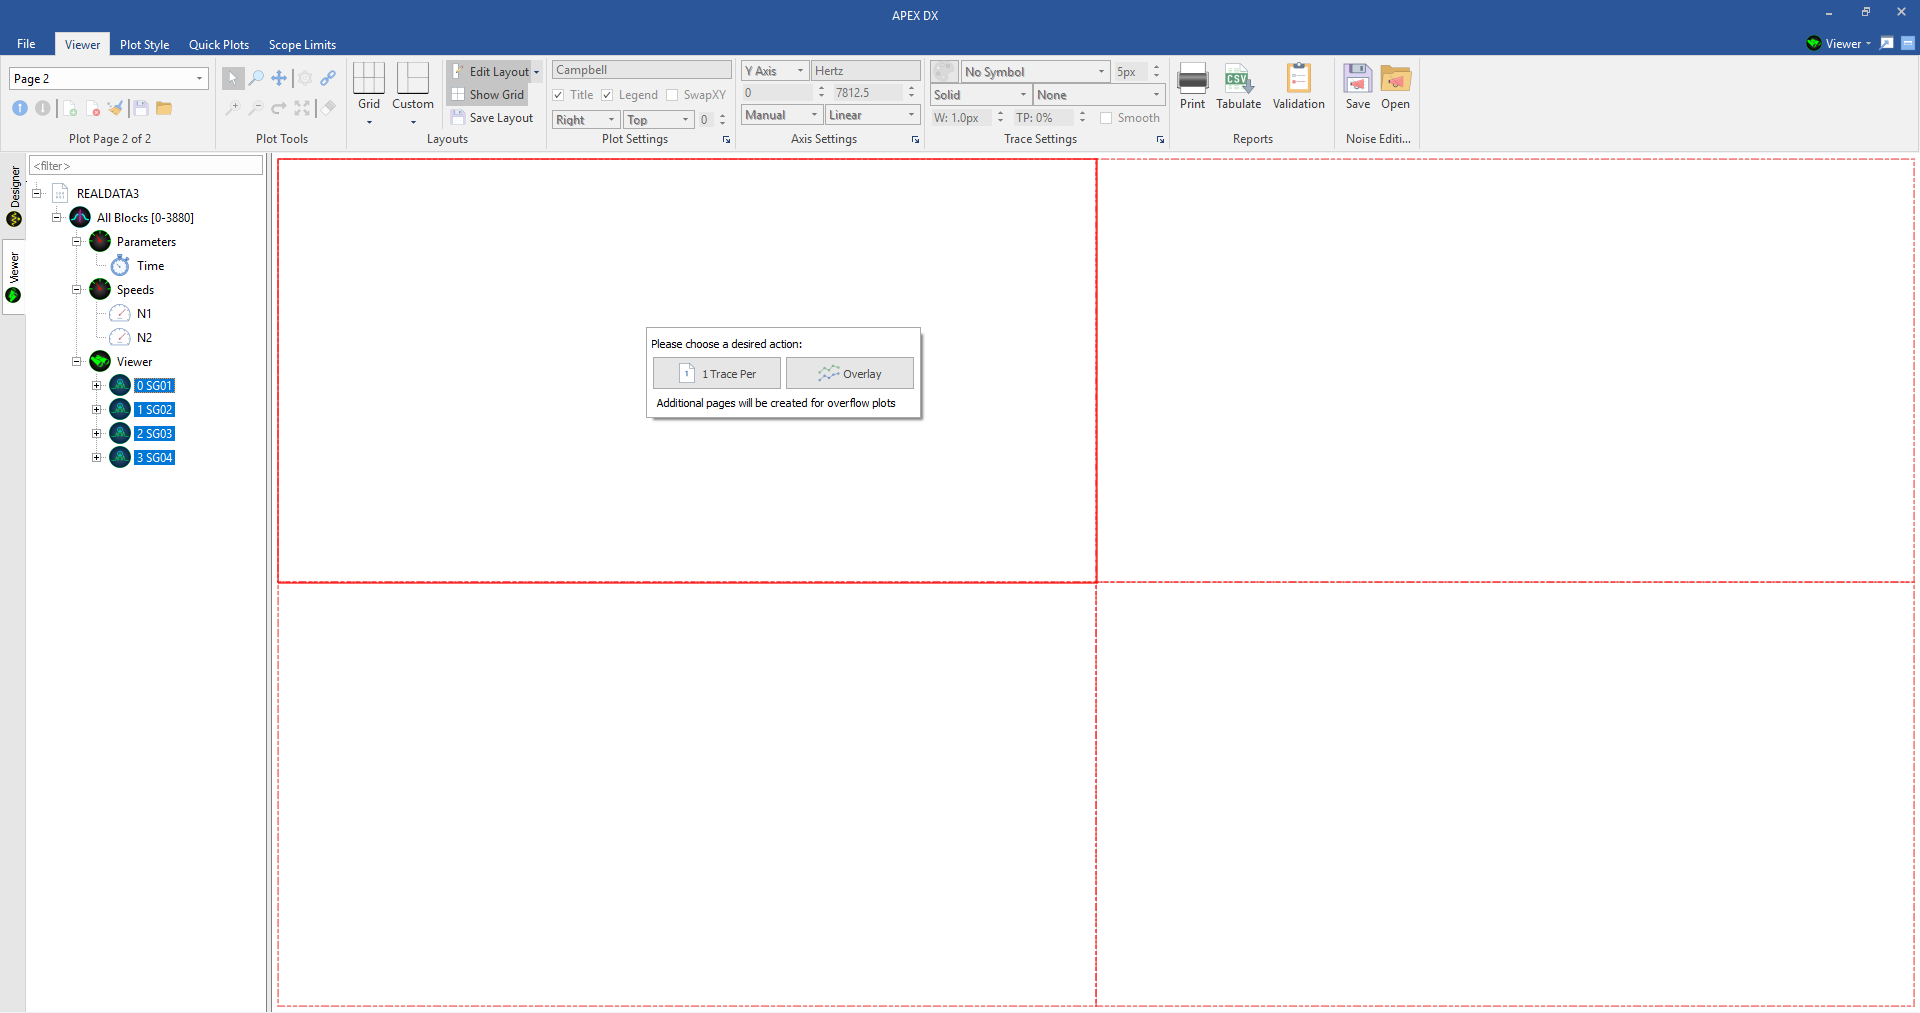 APEX DX
File
Viewer
Plot Style
Quick Plots
Scope Limits
Viewer
Page 2
Plot Page 2 of 2
Plot Tools
Grid
Custom
Edit Layout
Show Grid
Save Layout
Layouts
Campbell
Title
Legend
SwapXY
Right
Top
0
Plot Settings
Y Axis
Hertz
0
7812.5
Manual
Linear
Axis Settings
No Symbol
5px
Solid
None
W: 1.0px
TP: 0%
Smooth
Trace Settings
Print
CSV
Tabulate
Validation
Reports
Save
Open
Noise Editi...
Designer
Viewer
<filter>
REALDATA3
All Blocks [0-3880]
Parameters
Time
Speeds
N1
N2
Viewer
0 SG01
1 SG02
2 SG03
3 SG04
Please choose a desired action:
1 1 Trace Per
Overlay
Additional pages will be created for overflow plots